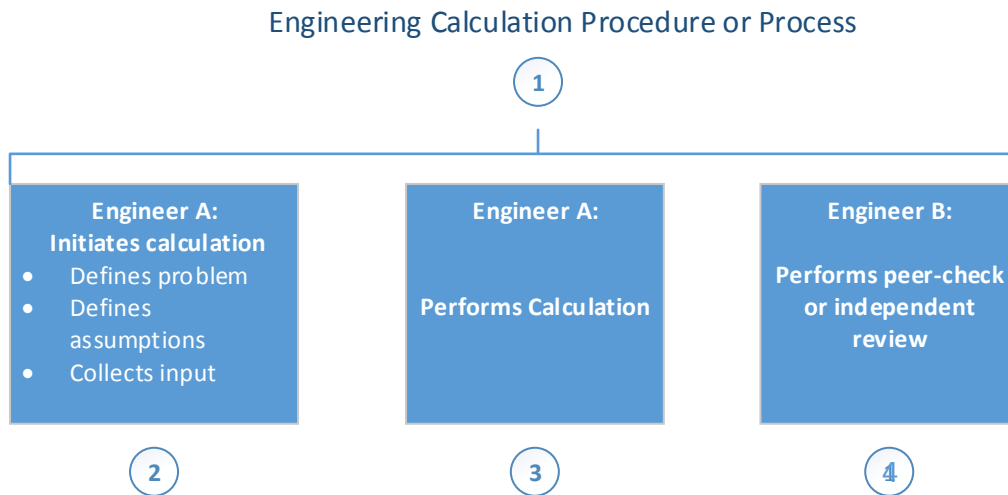 Engineering Calculation Procedure or Process
1
Engineer A:
Initiates calculation
• Defines problem
• Defines
assumptions
• Collects input
Engineer A:
Performs Calculation
Engineer B:
Performs peer-check
or independent
review
2
3
4